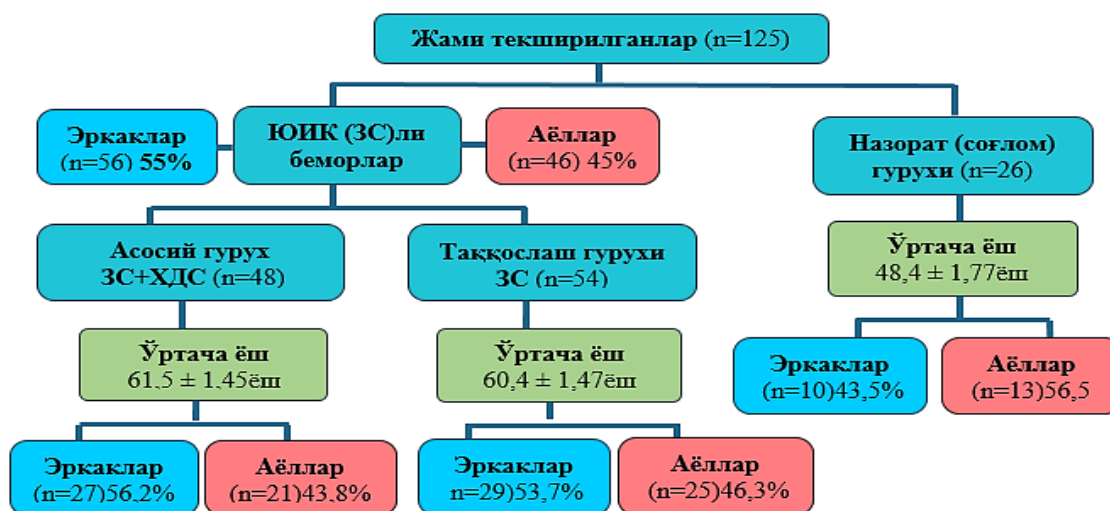 Жами текширилганлар (n=125)
Эркаклар
(n=56) 55%
ЮИК (ЗС)ли
беморлар
Аёллар
(n=46) 45%
Назорат (соғлом)
гурухи (n=26)
Асосий гурух
ЗС+ХДС (n=48)
Таққослаш гурухи
ЗС (n=54)
Ўртача ёш
48,4 ± 1,77ёш
Ўртача ёш
61,5 ± 1,45ёш
Ўртача ёш
60,4 ± 1,47ёш
Эркаклар
(n=10)43,5%
Аёллар
(n=13)56,5
Эркаклар
(n=27)56,2%
Аёллар
(n=21)43,8%
Эркаклар
n=29)53,7%
Аёллар
(n=25)46,3%